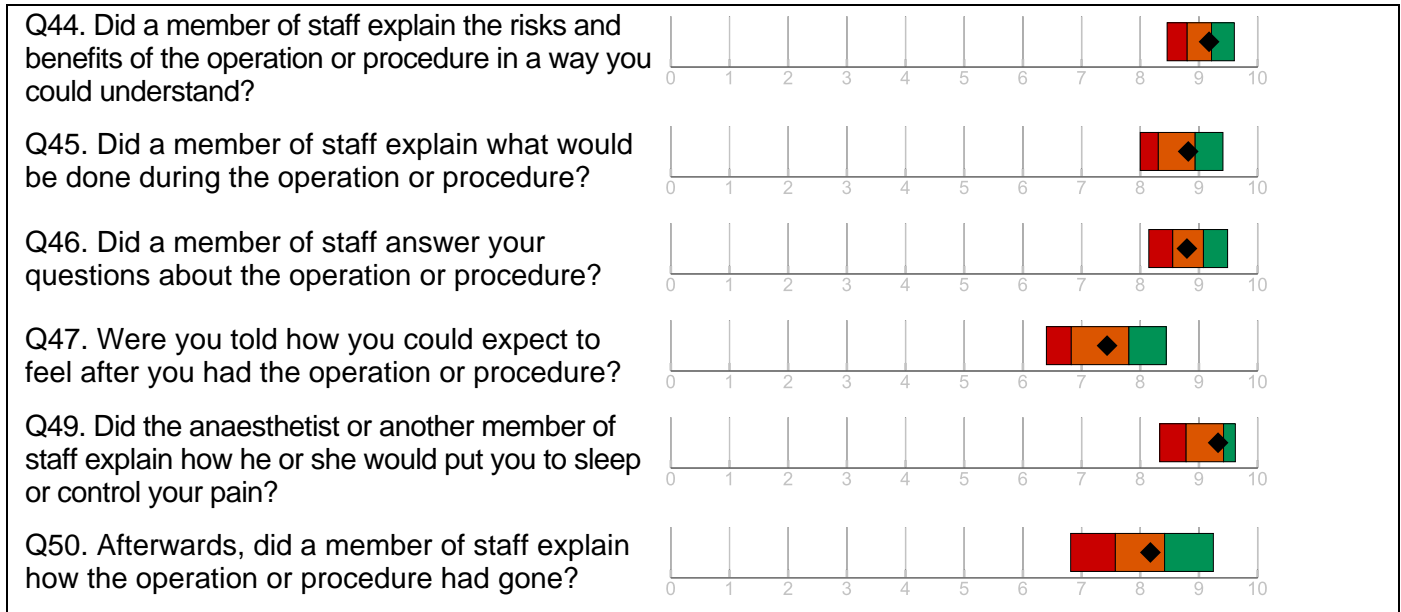 Q44. Did a member of staff explain the risks and
benefits of the operation or procedure in a way you
could understand?
0 1 2 3 4 5 6 7 8 9 10
Q45. Did a member of staff explain what would
be done during the operation or procedure?
0 1 2 3 4 5 6 7 8 9 10
Q46. Did a member of staff answer your
questions about the operation or procedure?
0 1 2 3 4 5 6 7 8 9 10
Q47. Were you told how you could expect to
feel after you had the operation or procedure?
0 1 2 3 4 5 6 7 8 9 10
Q49. Did the anaesthetist or another member of
staff explain how he or she would put you to sleep
or control your pain?
0 1 2 3 4 5 6 7 8 9 10
Q50. Afterwards, did a member of staff explain
how the operation or procedure had gone?
0 1 2 3 4 5 6 7 8 9 10